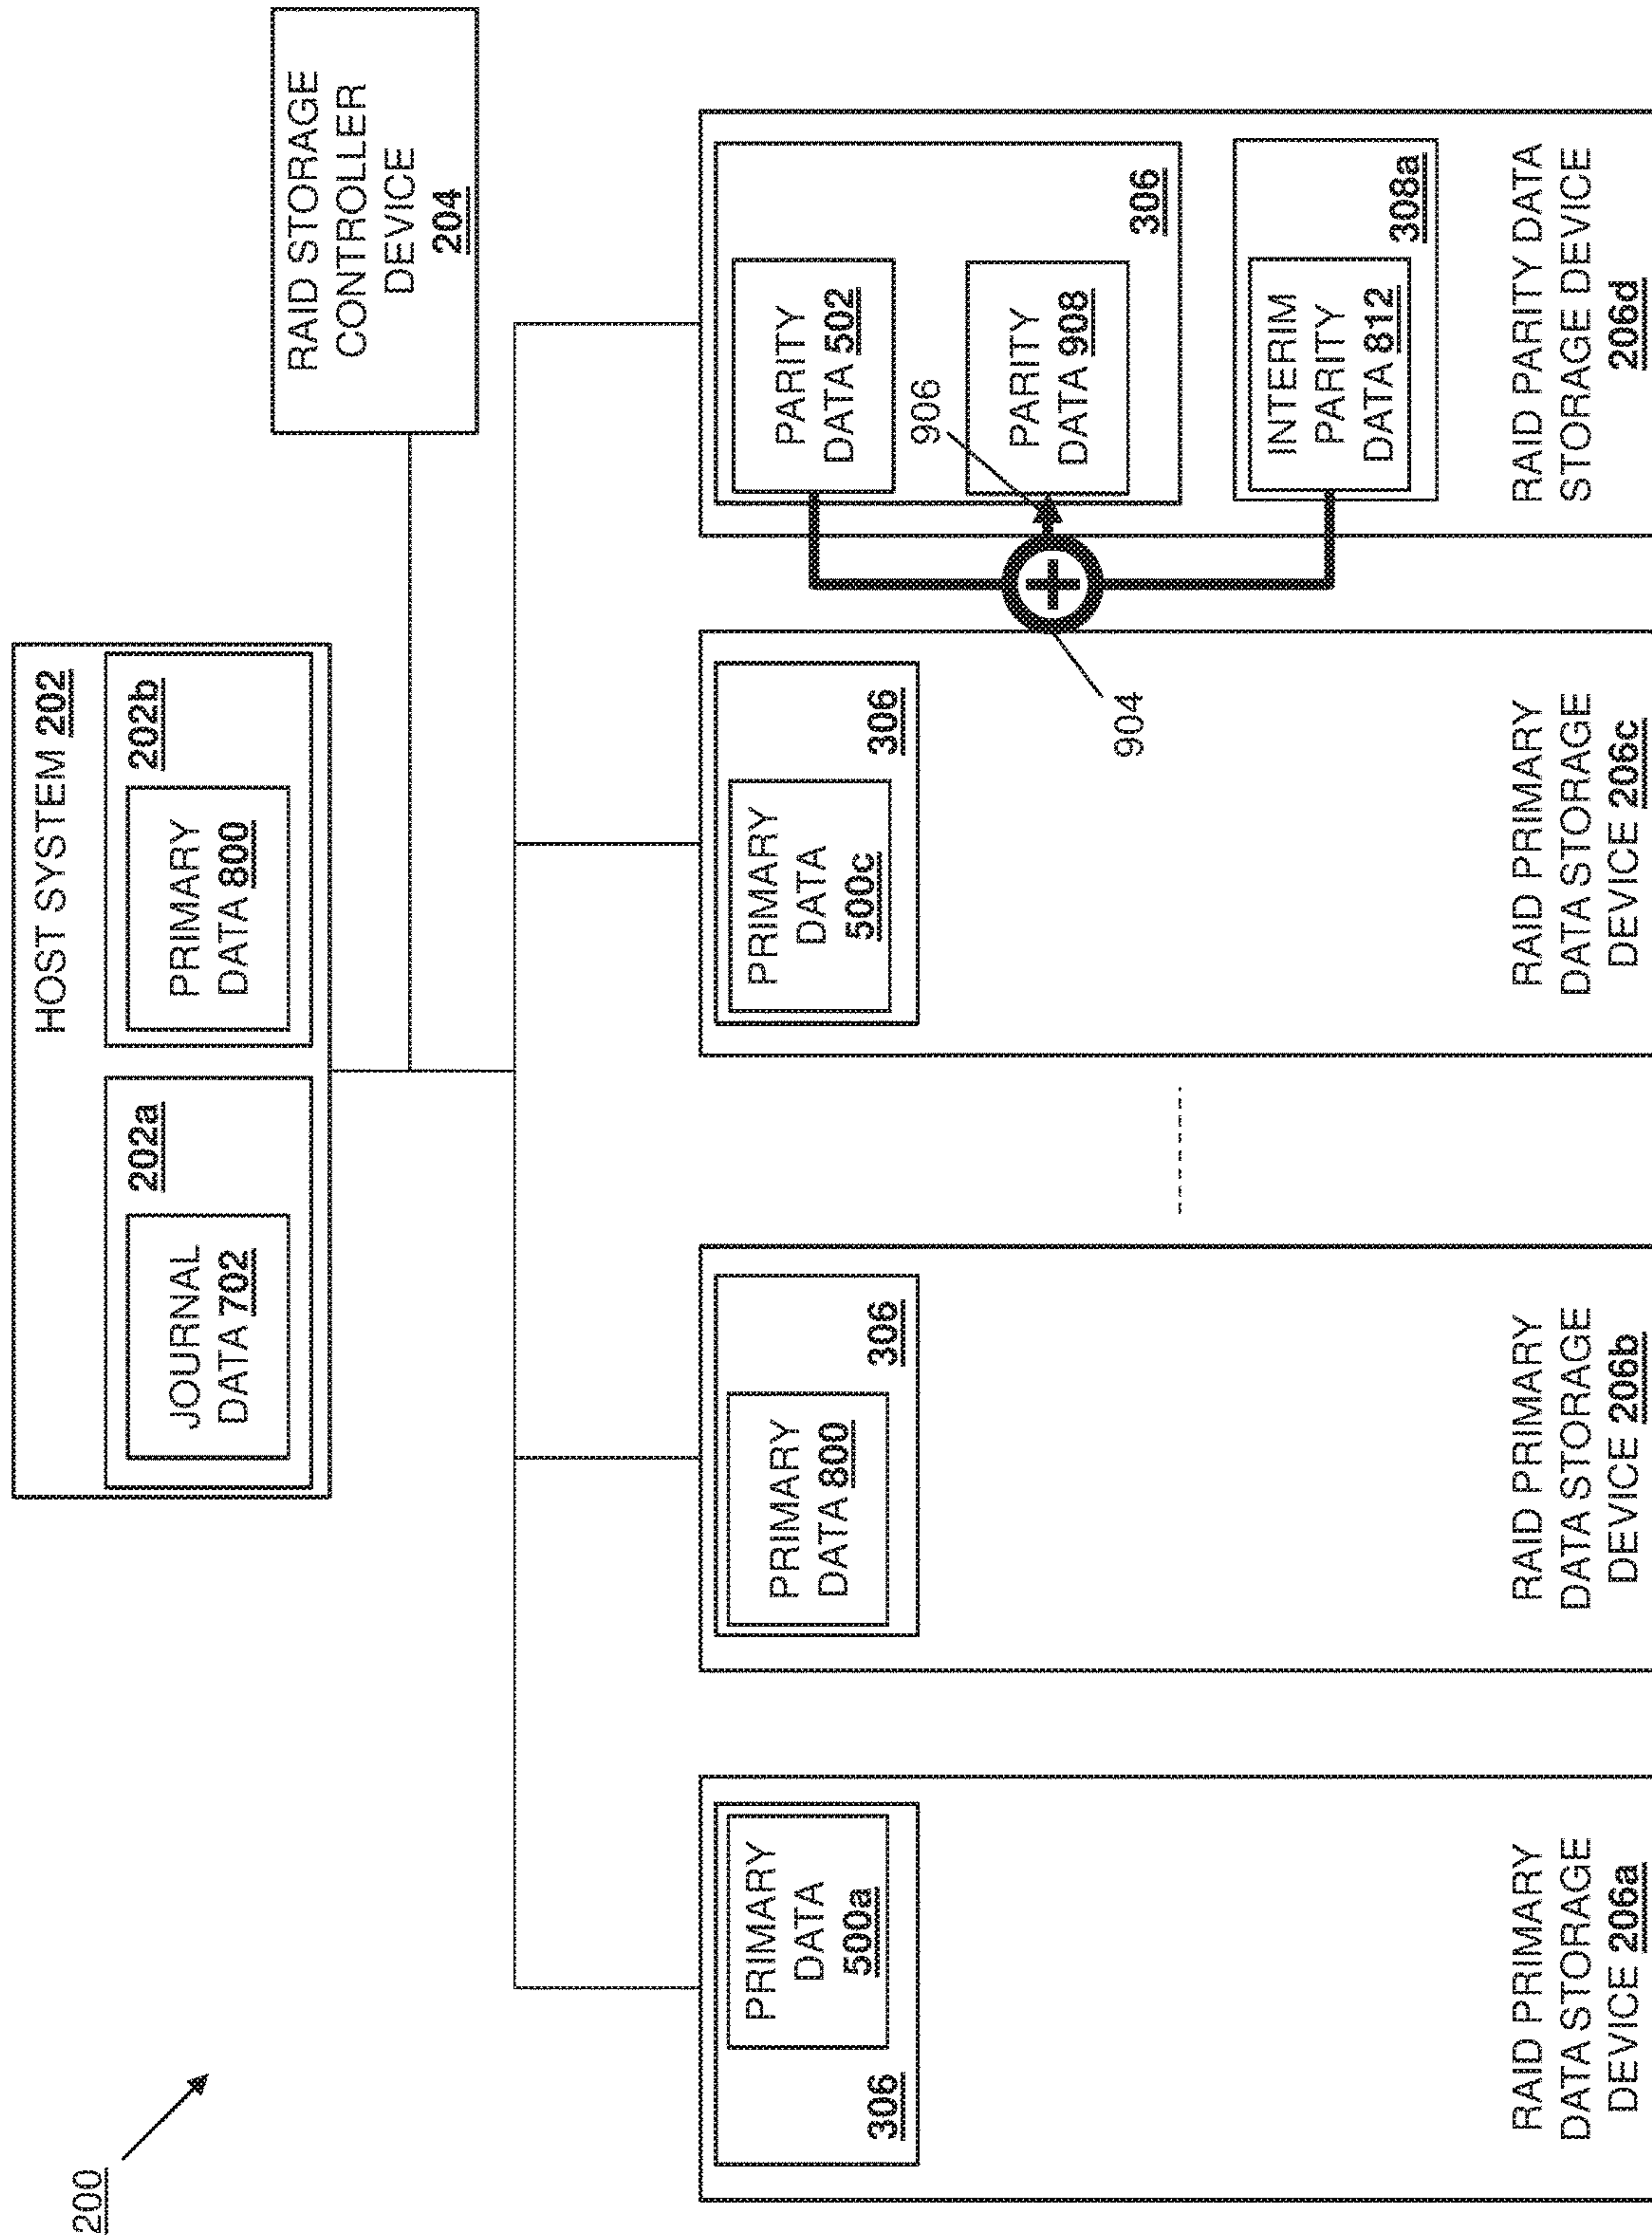 200
HOST SYSTEM 202
202a
JOURNAL
DATA 702
202b
PRIMARY
DATA 800
RAID STORAGE
CONTROLLER
DEVICE
204
306
PRIMARY
DATA
500a
RAID PRIMARY
DATA STORAGE
DEVICE 206a
PRIMARY
DATA 800
306
RAID PRIMARY
DATA STORAGE
DEVICE 206b
PRIMARY
DATA
500c
306
RAID PRIMARY
DATA STORAGE
DEVICE 206c
904
906
PARITY
DATA 502
PARITY
DATA 908
306
INTERIM
PARITY
DATA 812
308a
RAID PARITY DATA
STORAGE DEVICE
206d